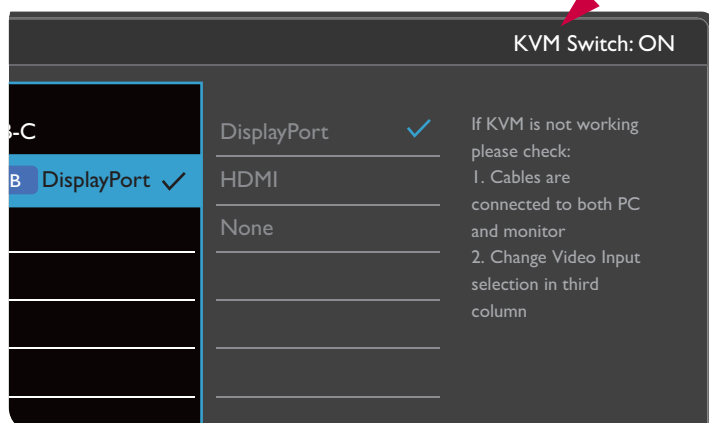 KVM Switch: ON
B-C
B DisplayPort
DisplayPort
HDMI
None
If KVM is not working
please check:
1. Cables are
connected to both PC
and monitor
2. Change Video Input
selection in third
column